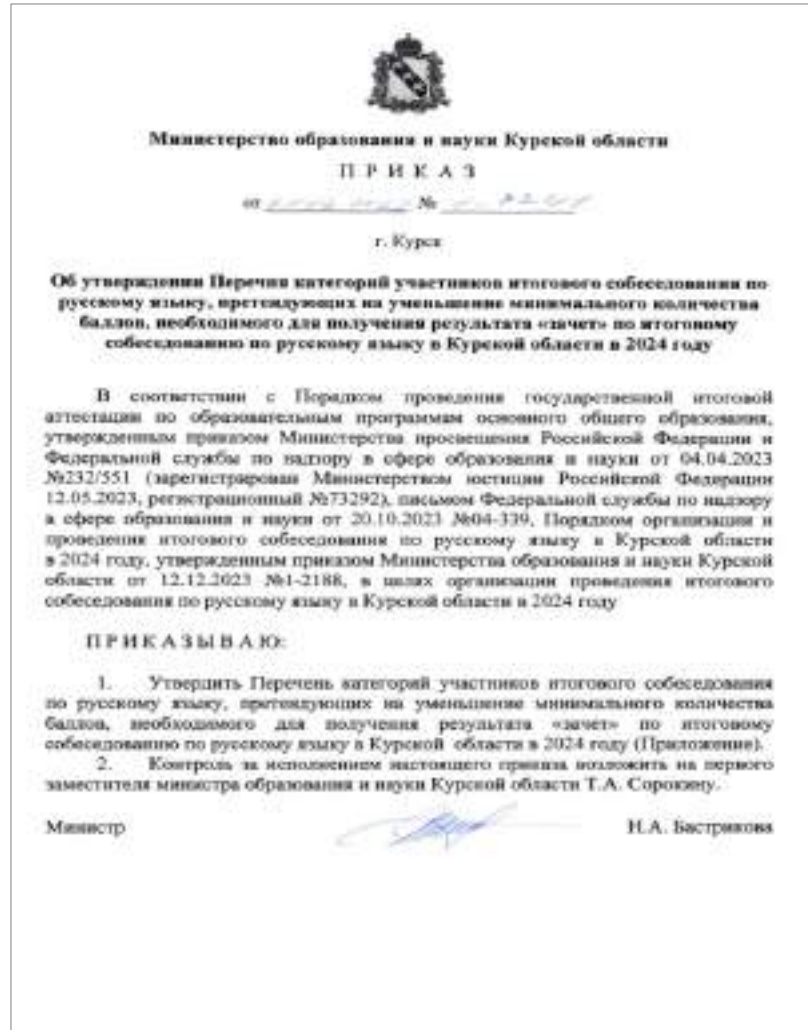 Министерство образования и науки Курской области
П Р И К А З
от №
г. Курск
Об утверждении Перечня категорий участников итогового собеседования по
русскому языку, претендующих на уменьшение минимального количества
баллов, необходимого для получения результата «зачет» по итоговому
собеседованию по русскому языку в Курской области в 2024 году
В соответствии с Порядком проведения государственной итоговой
аттестации по образовательным программам основного общего образования,
утвержденным приказом Министерства просвещения Российской Федерации и
Федеральной службы по надзору в сфере образования и науки от 04.04.2023
№232/551 (зарегистрирован Министерством юстиции Российской Федерации
12.05.2023, регистрационный №73292), письмом Федеральной службы по надзору
в сфере образования и науки от 20.10.2023 №04-339, Порядком организации и
проведения итогового собеседования по русскому языку в Курской области
в 2024 году, утвержденным приказом Министерства образования и науки Курской
области от 12.12.2023 №1-2188, в целях организации проведения итогового
собеседования по русскому языку в Курской области в 2024 году
П Р И К А З Ы В А Ю:
1. Утвердить Перечень категорий участников итогового собеседования
по русскому языку, претендующих на уменьшение минимального количества
баллов, необходимого для получения результата «зачет» по итоговому
собеседованию по русскому языку в Курской области в 2024 году (Приложение).
2. Контроль за исполнением настоящего приказа возложить на первого
заместителя министра образования и науки Курской области Т.А. Сорокину.
Министр Н.А. Бастрикова